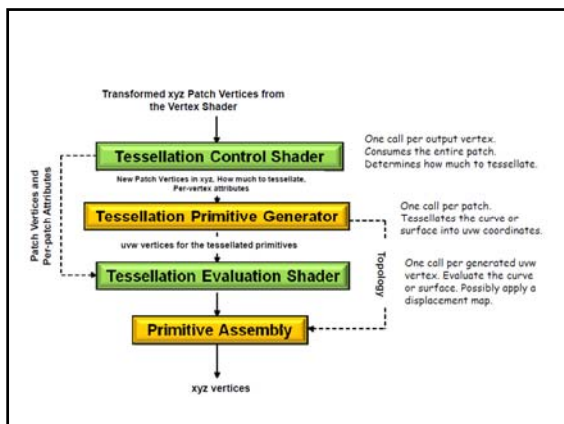 Transformed xyz Patch Vertices from
the Vertex Shader
Tessellation Control Shader
One call per output vertex.
Consumes the entire patch.
Determines how much to tessellate.
New Patch Vertices in xyz, How much to tessellate,
Per-vertex attributes
Patch Vertices and
Per-patch Attributes
Tessellation Primitive Generator
One call per patch.
Tessellates the curve or
surface into uvw coordinates.
uvw vertices for the tessellated primitives
Topology
Tessellation Evaluation Shader
One call per generated uvw
vertex. Evaluate the curve
or surface. Possibly apply a
displacement map.
Primitive Assembly
xyz vertices